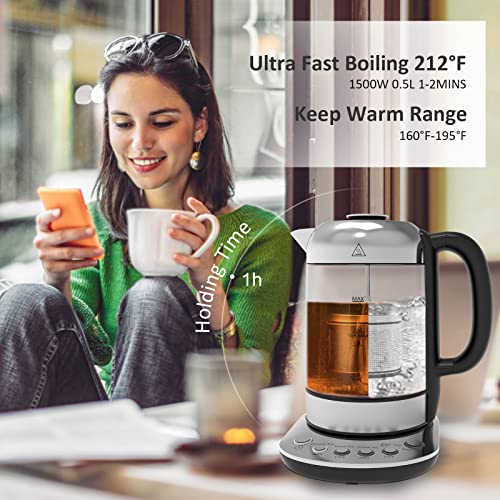 Ultra Fast Boiling 212°F
1500W 0.5L 1-2MINS
Keep Warm Range
160°F-195°F
Holding Time
1h
MAX